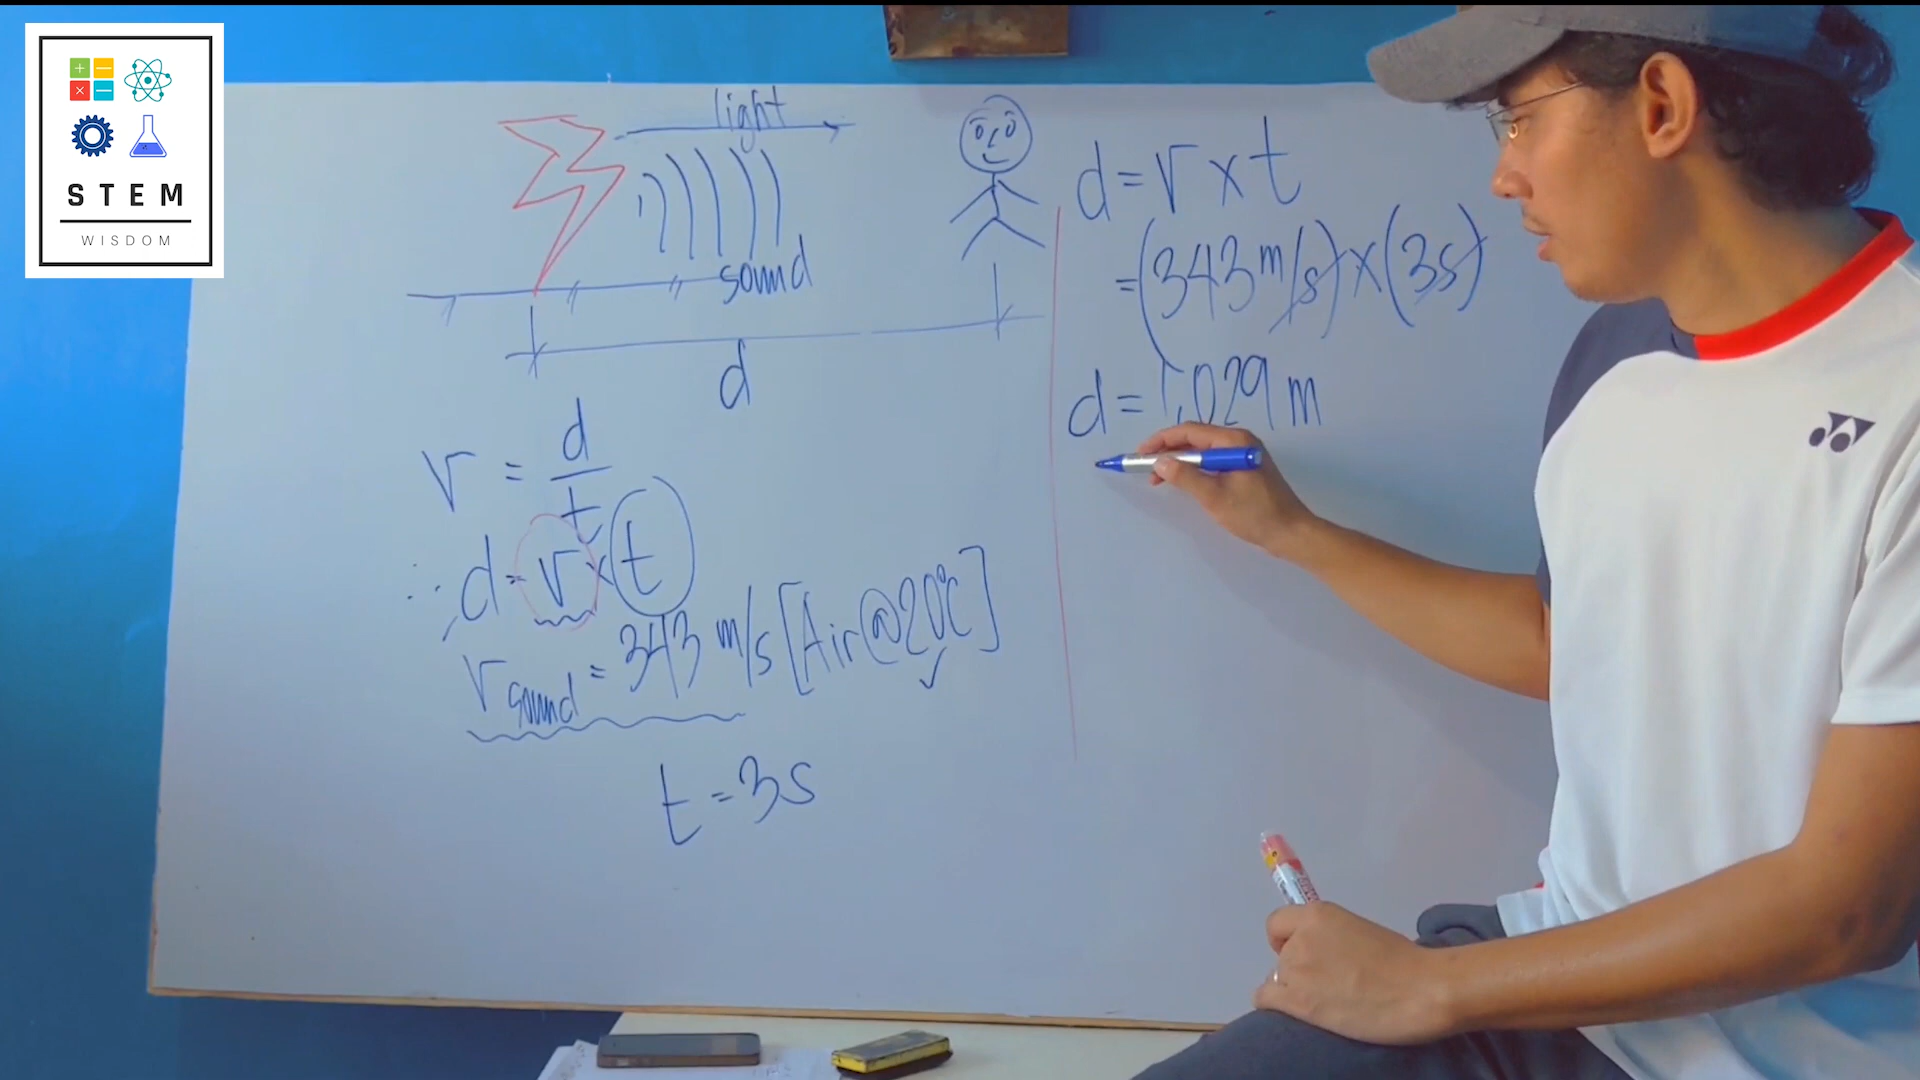 + −
× −
STEM
WISDOM
light
sound
d
v = d/t
∴ d = v × t
v sound = 343 m/s [Air @ 20°C]
t = 3s
d = v × t
= (343 m/s) × (3s)
d = 1,029 m